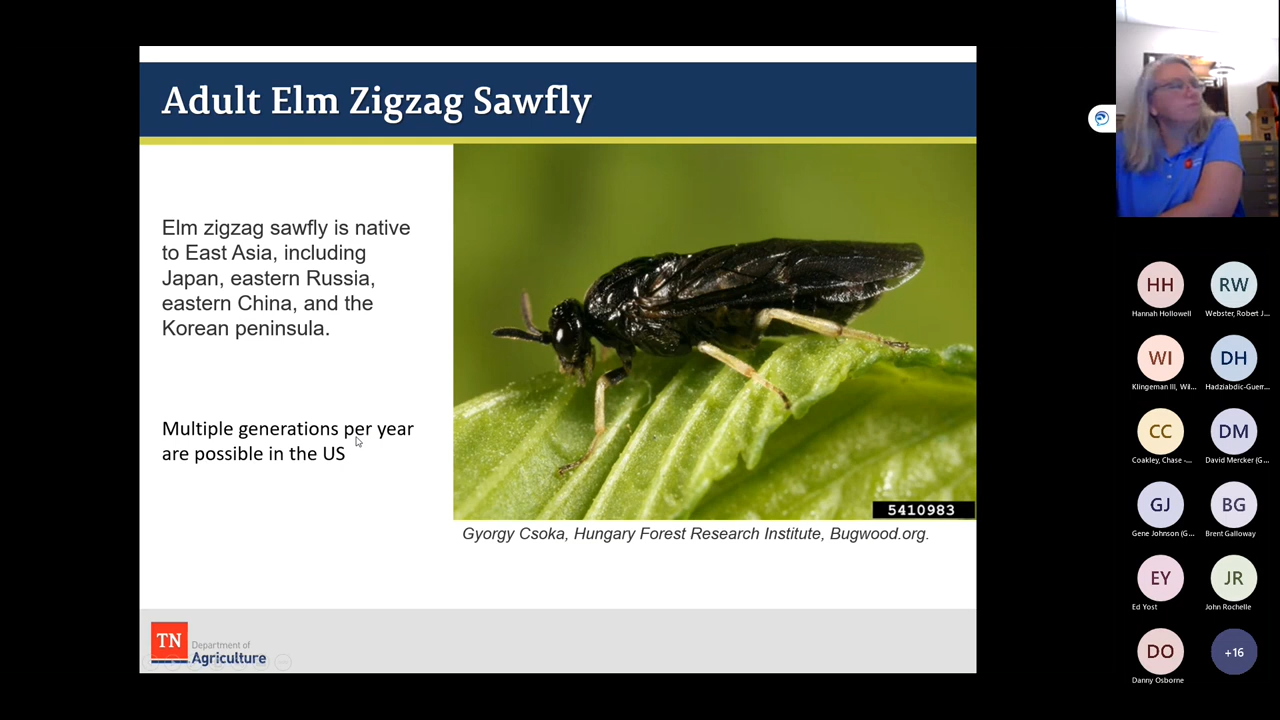 Adult Elm Zigzag Sawfly
Elm zigzag sawfly is native
to East Asia, including
Japan, eastern Russia,
eastern China, and the
Korean peninsula.
Multiple generations per year
are possible in the US
5410983
Gyorgy Csoka, Hungary Forest Research Institute, Bugwood.org.
TN
Department of
Agriculture
HH
Hannah Hollowell
RW
Webster, Robert J...
WI
Klingeman III, Wil...
DH
Hadziabdic-Guerr...
CC
Coakley, Chase -...
DM
David Mercker (G...
GJ
Gene Johnson (G...
BG
Brent Galloway
EY
Ed Yost
JR
John Rochelle
DO
Danny Osborne
+16